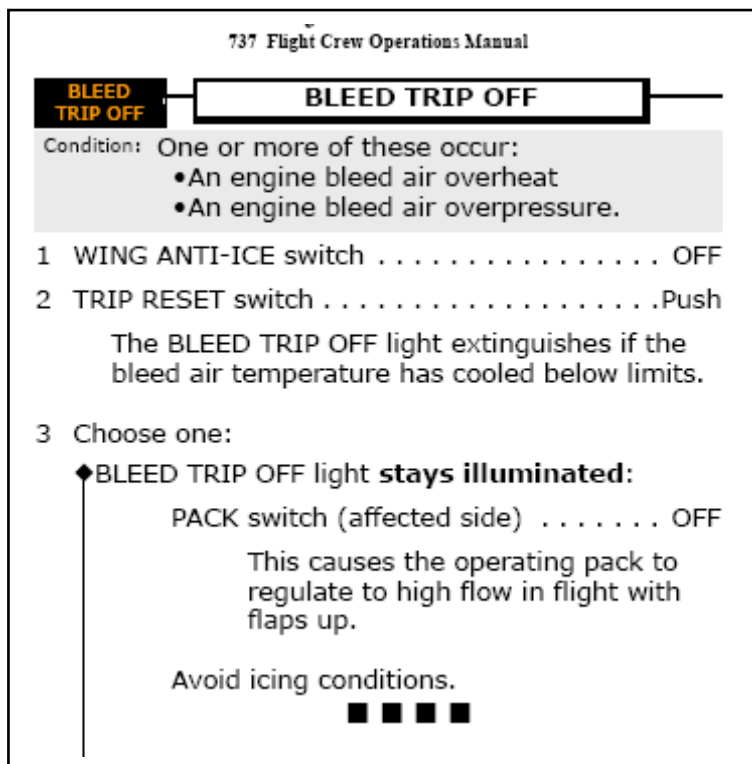 737 Flight Crew Operations Manual
BLEED
TRIP OFF
BLEED TRIP OFF
Condition: One or more of these occur:
•An engine bleed air overheat
•An engine bleed air overpressure.
1 WING ANTI-ICE switch . . . . . . . . . . . . . . . . . OFF
2 TRIP RESET switch . . . . . . . . . . . . . . . . . . . .Push
The BLEED TRIP OFF light extinguishes if the
bleed air temperature has cooled below limits.
3 Choose one:
◆BLEED TRIP OFF light stays illuminated:
PACK switch (affected side) . . . . . . . OFF
This causes the operating pack to
regulate to high flow in flight with
flaps up.
Avoid icing conditions.
■ ■ ■ ■